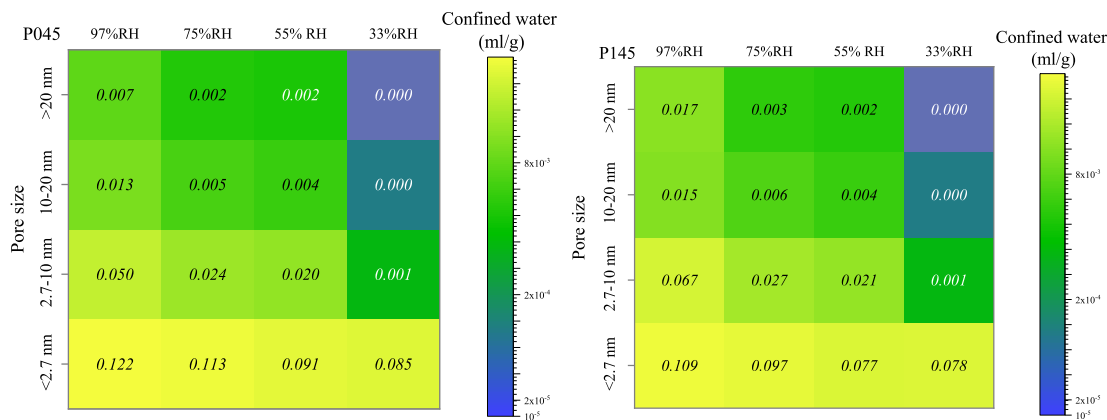 Confined water
(ml/g)
P045 97%RH 75%RH 55% RH 33%RH
>20 nm 0.007 0.002 0.002 0.000
10-20 nm 0.013 0.005 0.004 0.000
2.7-10 nm 0.050 0.024 0.020 0.001
<2.7 nm 0.122 0.113 0.091 0.085
Pore size
8x10⁻³
2x10⁻⁴
2x10⁻⁵
10⁻⁵
Confined water
(ml/g)
P145 97%RH 75%RH 55% RH 33%RH
>20 nm 0.017 0.003 0.002 0.000
10-20 nm 0.015 0.006 0.004 0.000
2.7-10 nm 0.067 0.027 0.021 0.001
<2.7 nm 0.109 0.097 0.077 0.078
Pore size
8x10⁻³
2x10⁻⁴
2x10⁻⁵
10⁻⁵